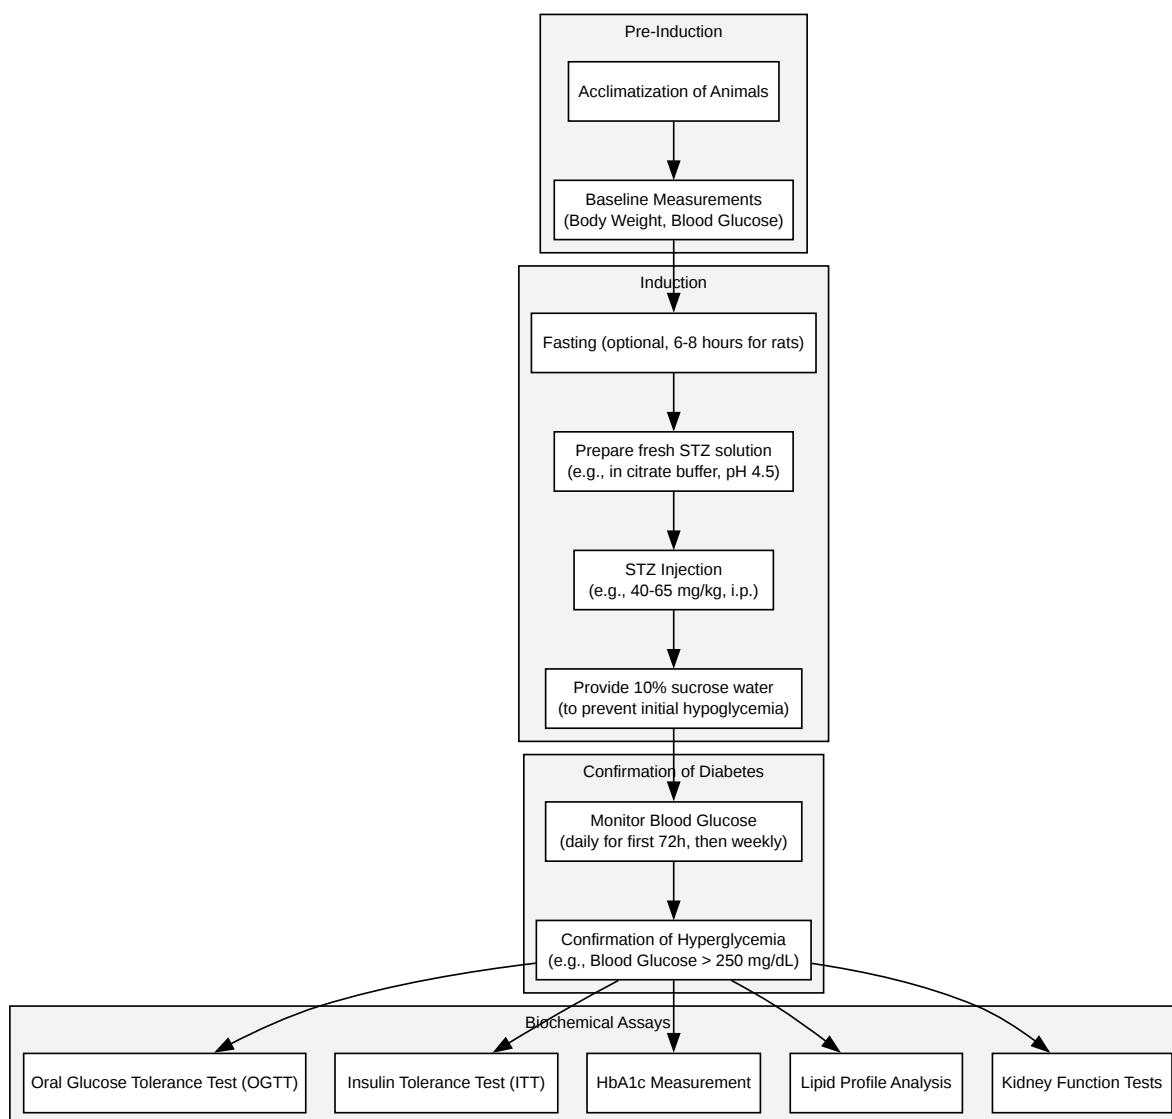 Pre-Induction
Acclimatization of Animals
Baseline Measurements
(Body Weight, Blood Glucose)
Induction
Fasting (optional, 6-8 hours for rats)
Prepare fresh STZ solution
(e.g., in citrate buffer, pH 4.5)
STZ Injection
(e.g., 40-65 mg/kg, i.p.)
Provide 10% sucrose water
(to prevent initial hypoglycemia)
Confirmation of Diabetes
Monitor Blood Glucose
(daily for first 72h, then weekly)
Confirmation of Hyperglycemia
(e.g., Blood Glucose > 250 mg/dL)
Biochemical Assays
Oral Glucose Tolerance Test (OGTT)
Insulin Tolerance Test (ITT)
HbA1c Measurement
Lipid Profile Analysis
Kidney Function Tests